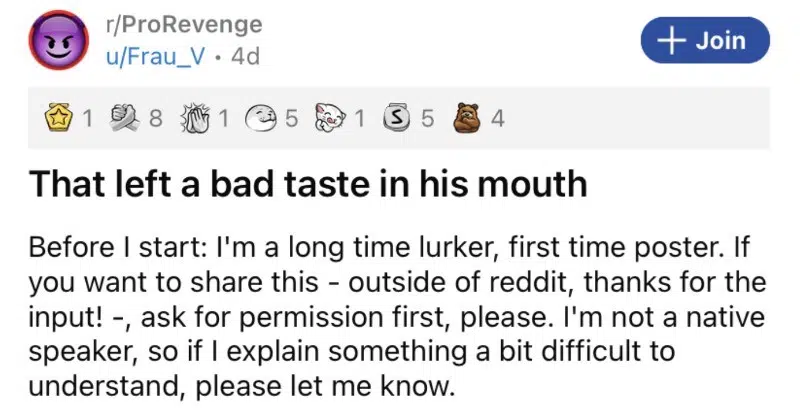 r/ProRevenge
u/Frau_V • 4d
+ Join
1 8 1 5 1 S 5 4
That left a bad taste in his mouth
Before I start: I'm a long time lurker, first time poster. If
you want to share this - outside of reddit, thanks for the
input! -, ask for permission first, please. I'm not a native
speaker, so if I explain something a bit difficult to
understand, please let me know.